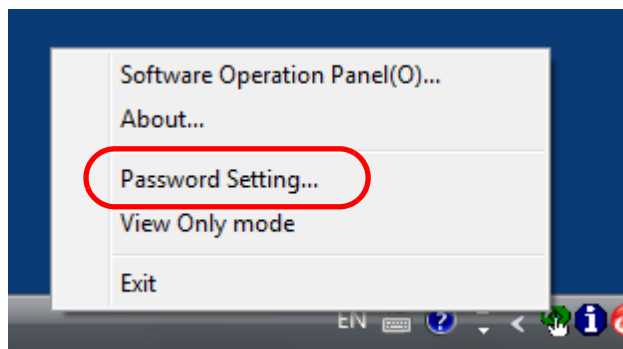 Software Operation Panel(O)...
About...
Password Setting...
View Only mode
Exit
EN